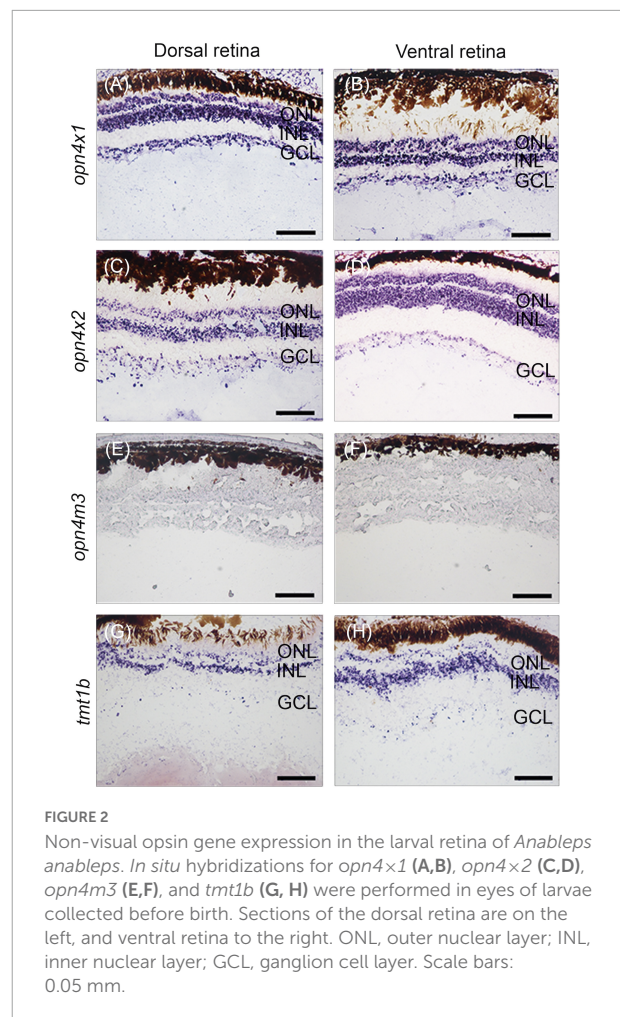 Dorsal retina Ventral retina
opn4x1
(A) ONL INL GCL
(B) ONL INL GCL
opn4x2
(C) ONL INL GCL
(D) ONL INL GCL
opn4m3
(E)
(F)
tmt1b
(G) ONL INL GCL
(H) ONL INL GCL
FIGURE 2
Non-visual opsin gene expression in the larval retina of Anableps
anableps. In situ hybridizations for opn4×1 (A,B), opn4×2 (C,D),
opn4m3 (E,F), and tmt1b (G, H) were performed in eyes of larvae
collected before birth. Sections of the dorsal retina are on the
left, and ventral retina to the right. ONL, outer nuclear layer; INL,
inner nuclear layer; GCL, ganglion cell layer. Scale bars:
0.05 mm.